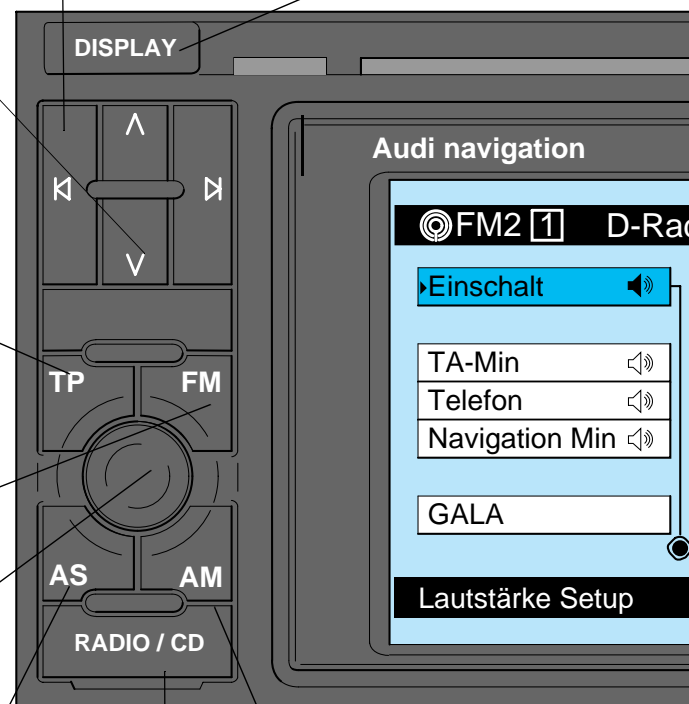 DISPLAY
Audi navigation
FM2 1 D-Rad
Einschalt
TA-Min
Telefon
Navigation Min
GALA
Lautstärke Setup
TP FM
AS AM
RADIO / CD